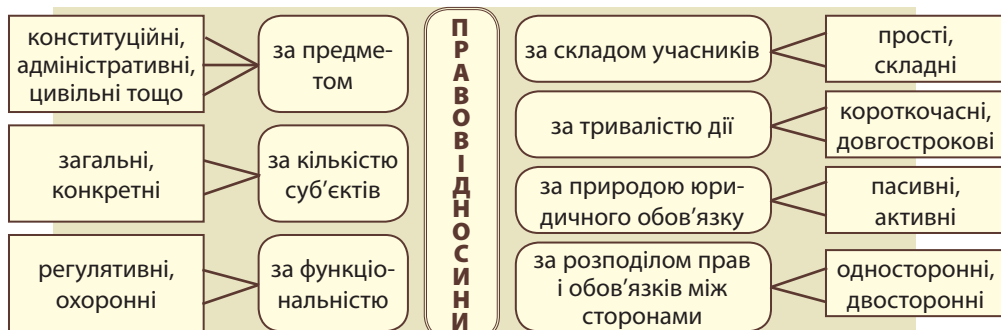 конституційні,
адміністративні,
цивільні тощо
за предме-
том
загальні,
конкретні
за кількістю
суб’єктів
регулятивні,
охоронні
за функціо-
нальністю
ПРАВОВІДНОСИНИ
за складом учасників
прості,
складні
за тривалістю дії
короткочасні,
довгострокові
за природою юри-
дичного обов’язку
пасивні,
активні
за розподілом прав
і обов’язків між
сторонами
односторонні,
двосторонні